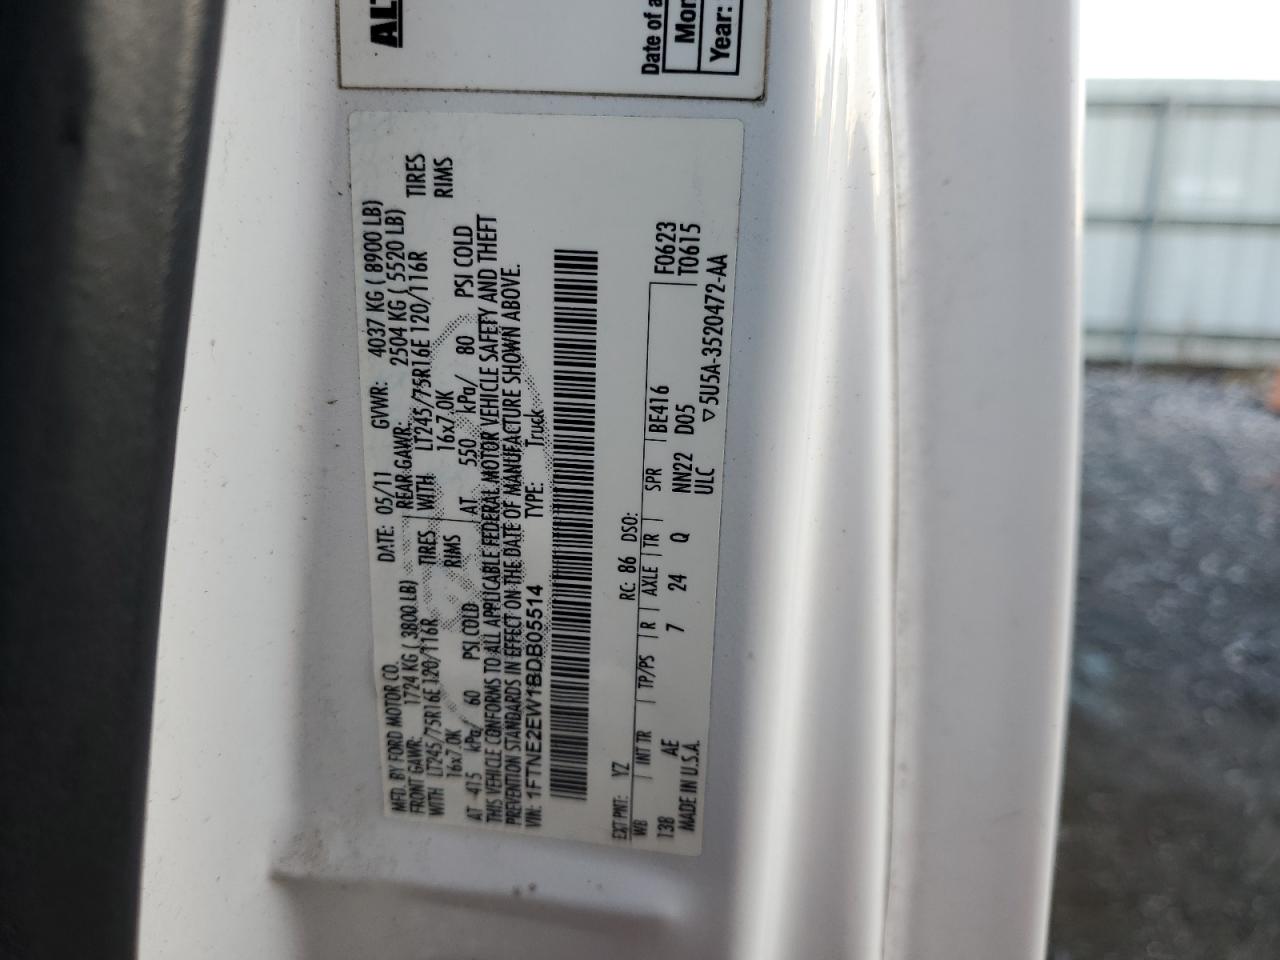 ALT
Date of a
Mon
Year:
MFD. BY FORD MOTOR CO. DATE: 05/11 GVWR: 4037 KG ( 8900 LB)
FRONT GAWR: 1724 KG ( 3800 LB) REAR GAWR: 2504 KG ( 5520 LB)
WITH LT245/75R16E 120/116R TIRES WITH LT245/75R16E 120/116R TIRES
16x7.0K RIMS 16x7.0K RIMS
AT 415 kPa/ 60 PSI COLD AT 550 kPa/ 80 PSI COLD
THIS VEHICLE CONFORMS TO ALL APPLICABLE FEDERAL MOTOR VEHICLE SAFETY AND THEFT
PREVENTION STANDARDS IN EFFECT ON THE DATE OF MANUFACTURE SHOWN ABOVE.
VIN: 1FTNE2EW1BDB05514 TYPE: Truck
EXT PNT: YZ RC: 86 DSO:
WB INT TR TP/PS R AXLE TR SPR BE416 F0623
138 AE 7 24 Q NN22 D05 T0615
MADE IN U.S.A. ULC
▽5U5A-3520472-AA